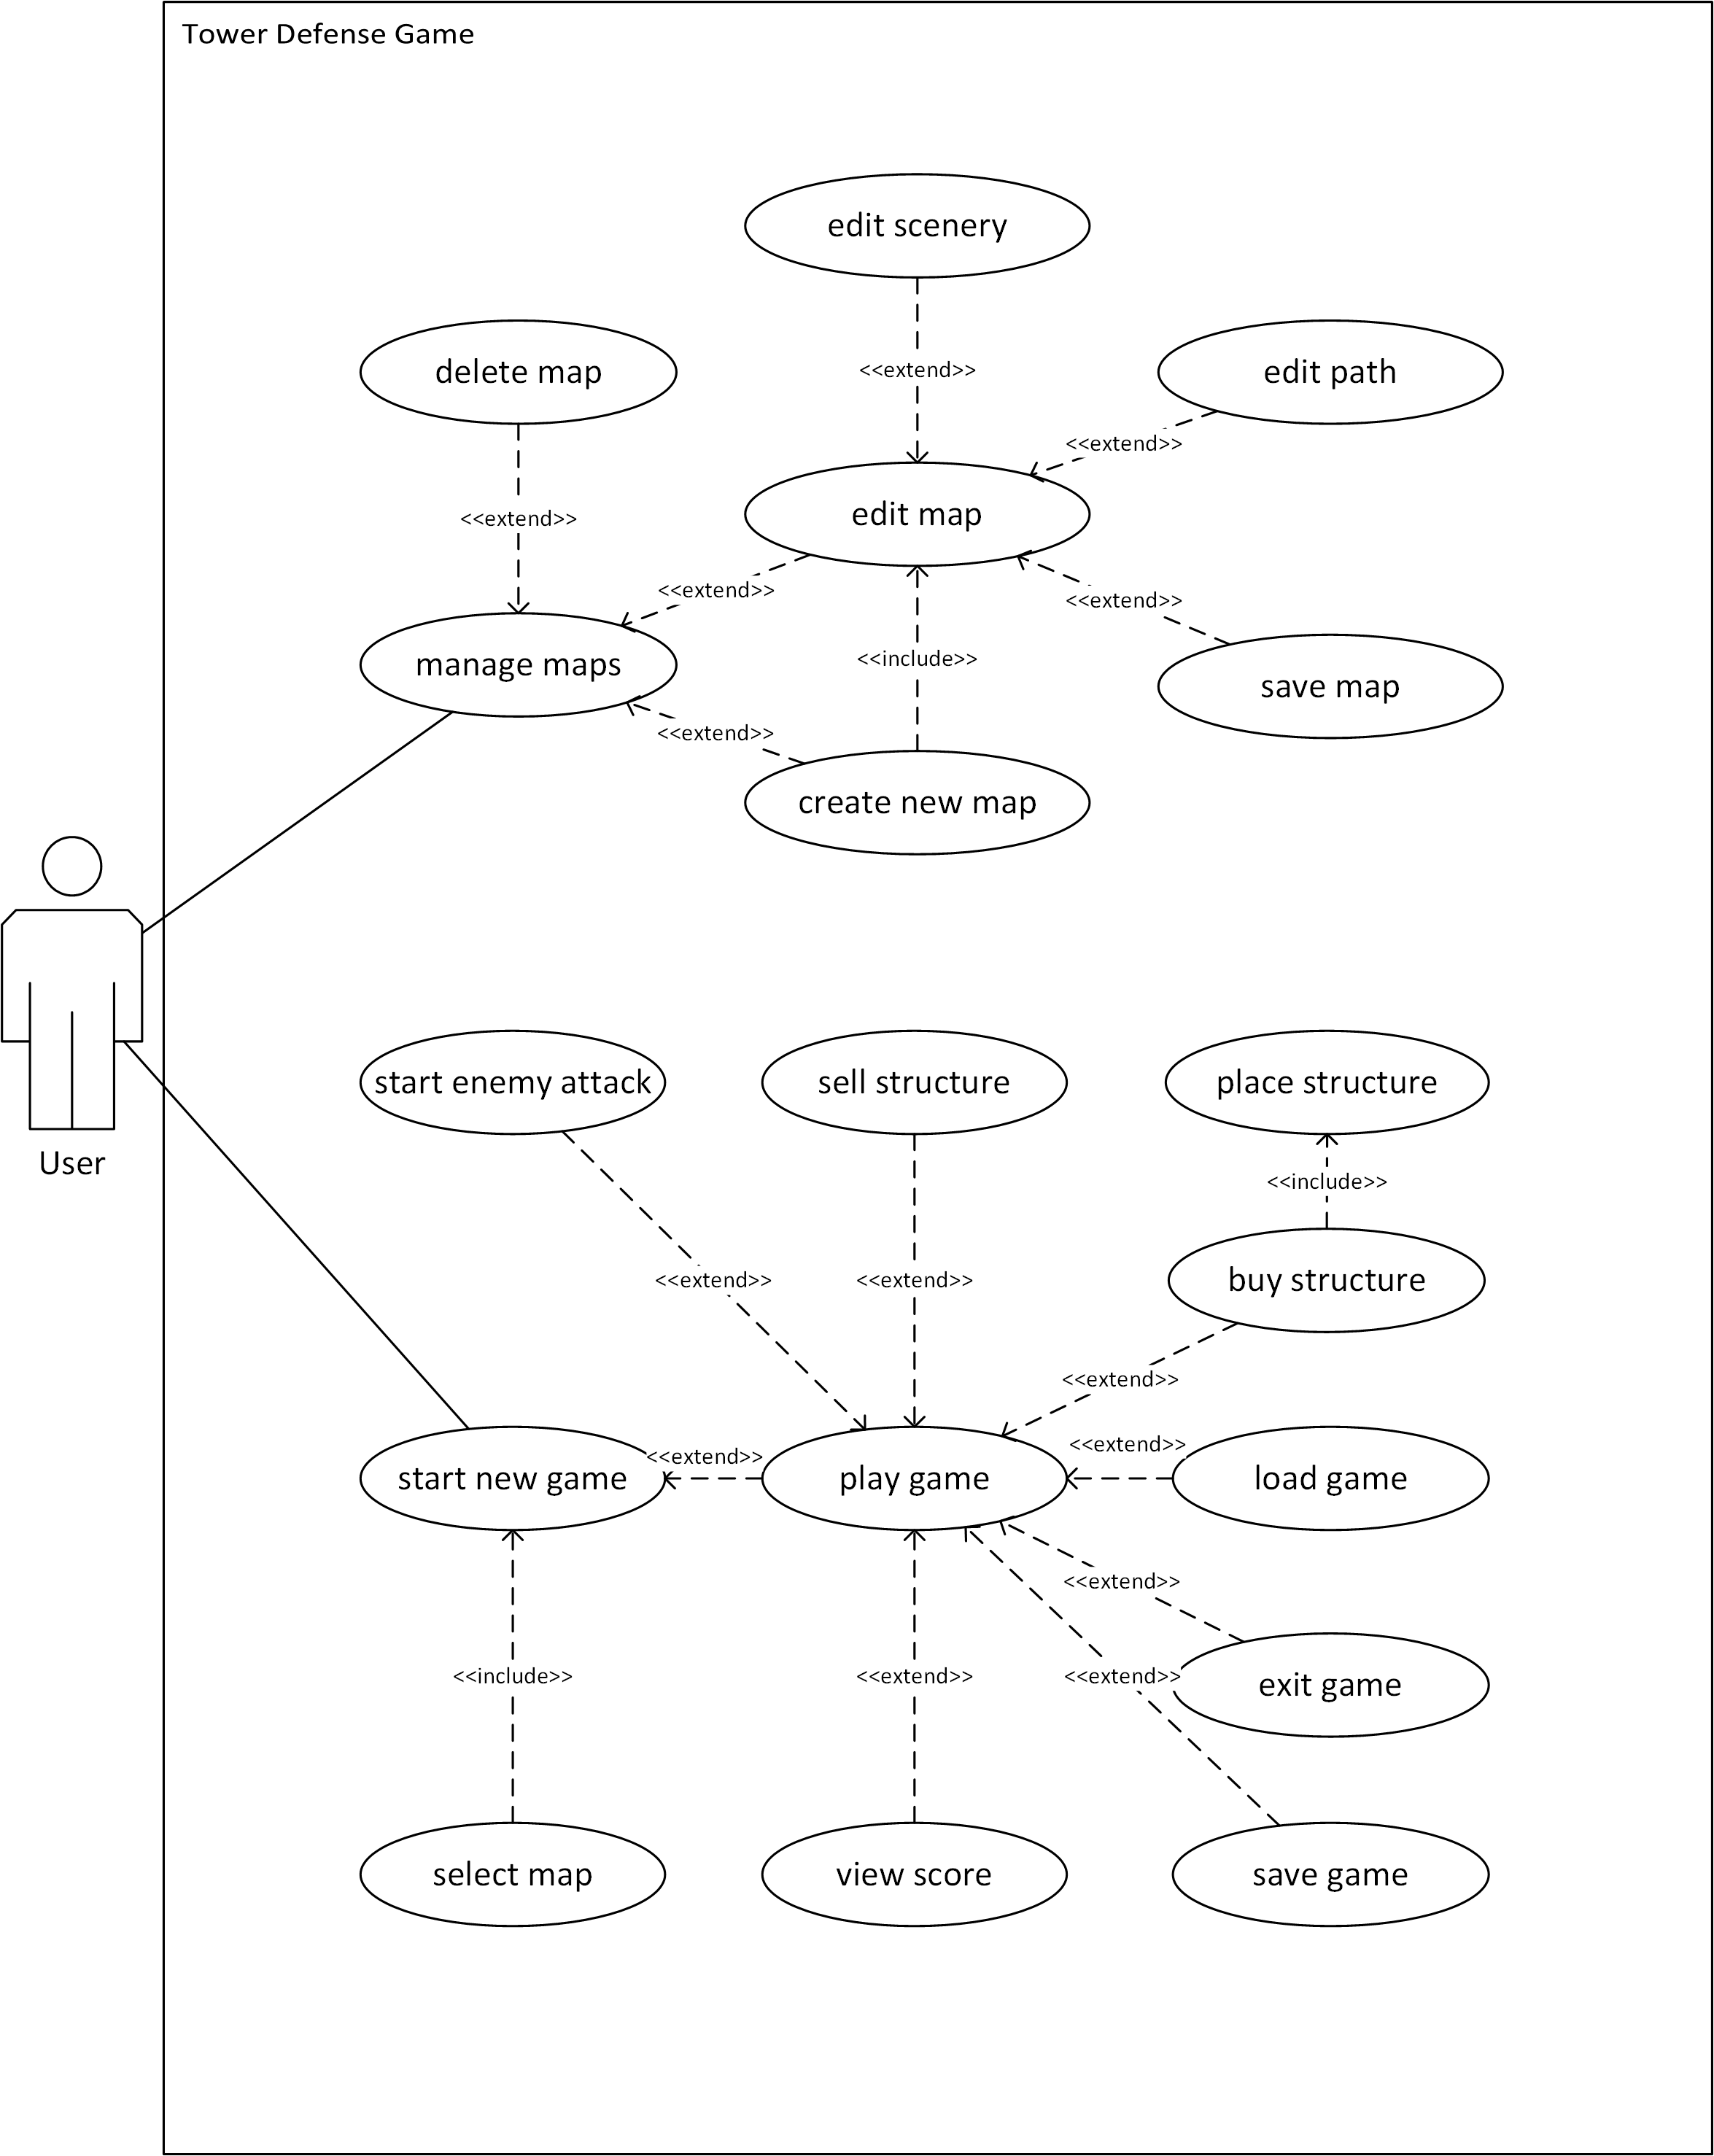 Tower Defense Game
edit scenery
delete map
<<extend>>
edit path
<<extend>>
edit map
<<extend>>
<<extend>>
<<extend>>
manage maps
<<include>>
save map
<<extend>>
create new map
start enemy attack
sell structure
place structure
User
<<include>>
<<extend>>
<<extend>>
buy structure
<<extend>>
<<extend>>
<<extend>>
start new game
play game
load game
<<extend>>
<<include>>
<<extend>>
<<extend>>
exit game
select map
view score
save game